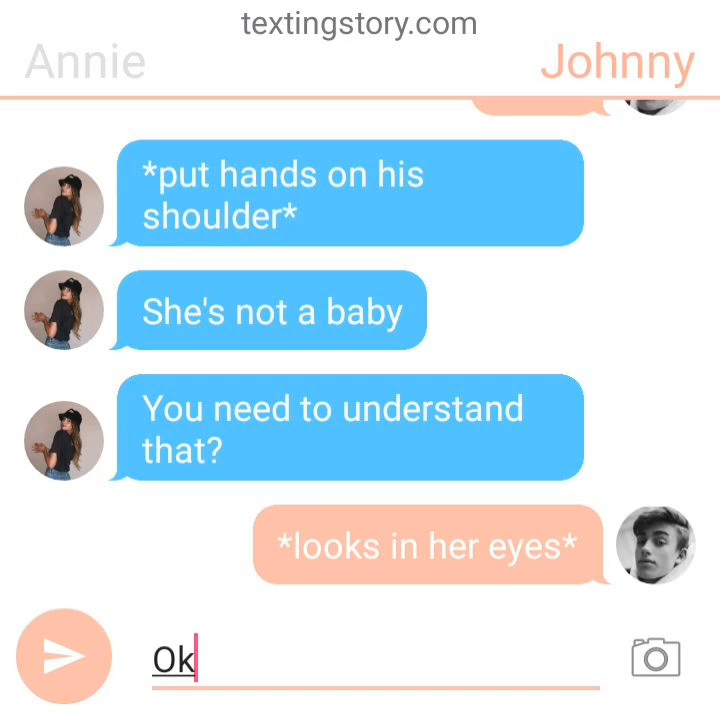 textingstory.com
Annie
Johnny
*put hands on his
shoulder*
She's not a baby
You need to understand
that?
*looks in her eyes*
Ok